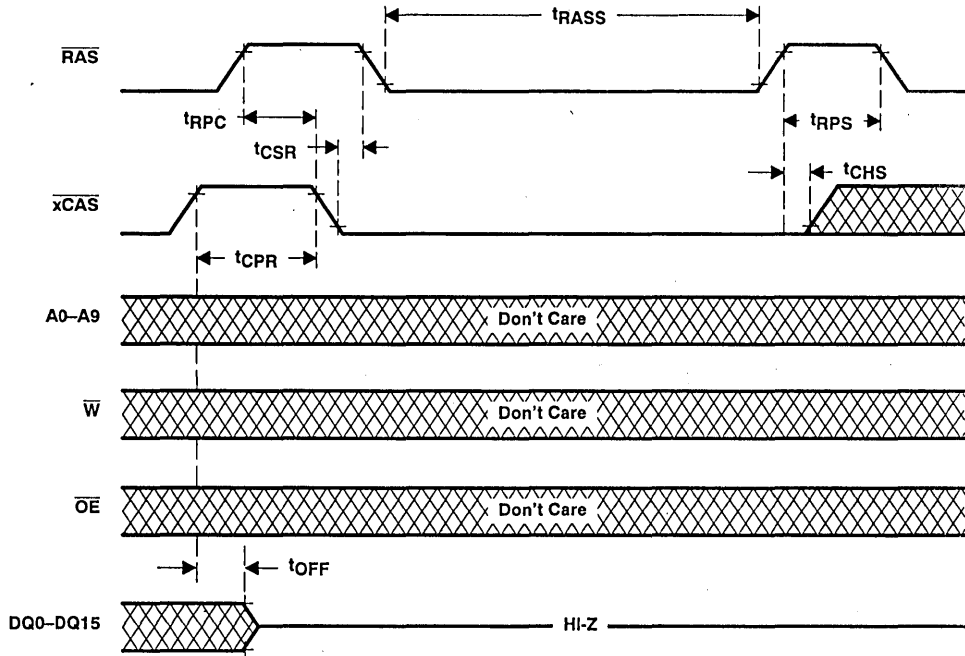 tRASS
RAS
tRPC
tRPS
tCSR
tCHS
xCAS
tCPR
A0–A9
Don't Care
W
Don't Care
OE
Don't Care
tOFF
DQ0–DQ15
HI-Z